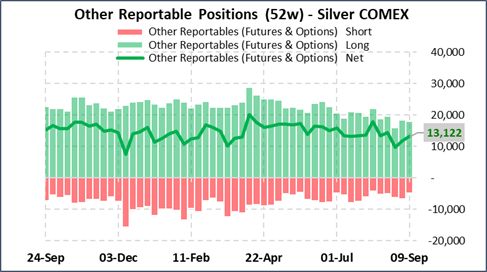 Other Reportable Positions (52w) - Silver COMEX
Other Reportables (Futures & Options) Short
Other Reportables (Futures & Options) Long
Other Reportables (Futures & Options) Net
40,000
30,000
20,000
13,122
10,000
-
-10,000
-20,000
24-Sep 03-Dec 11-Feb 22-Apr 01-Jul 09-Sep